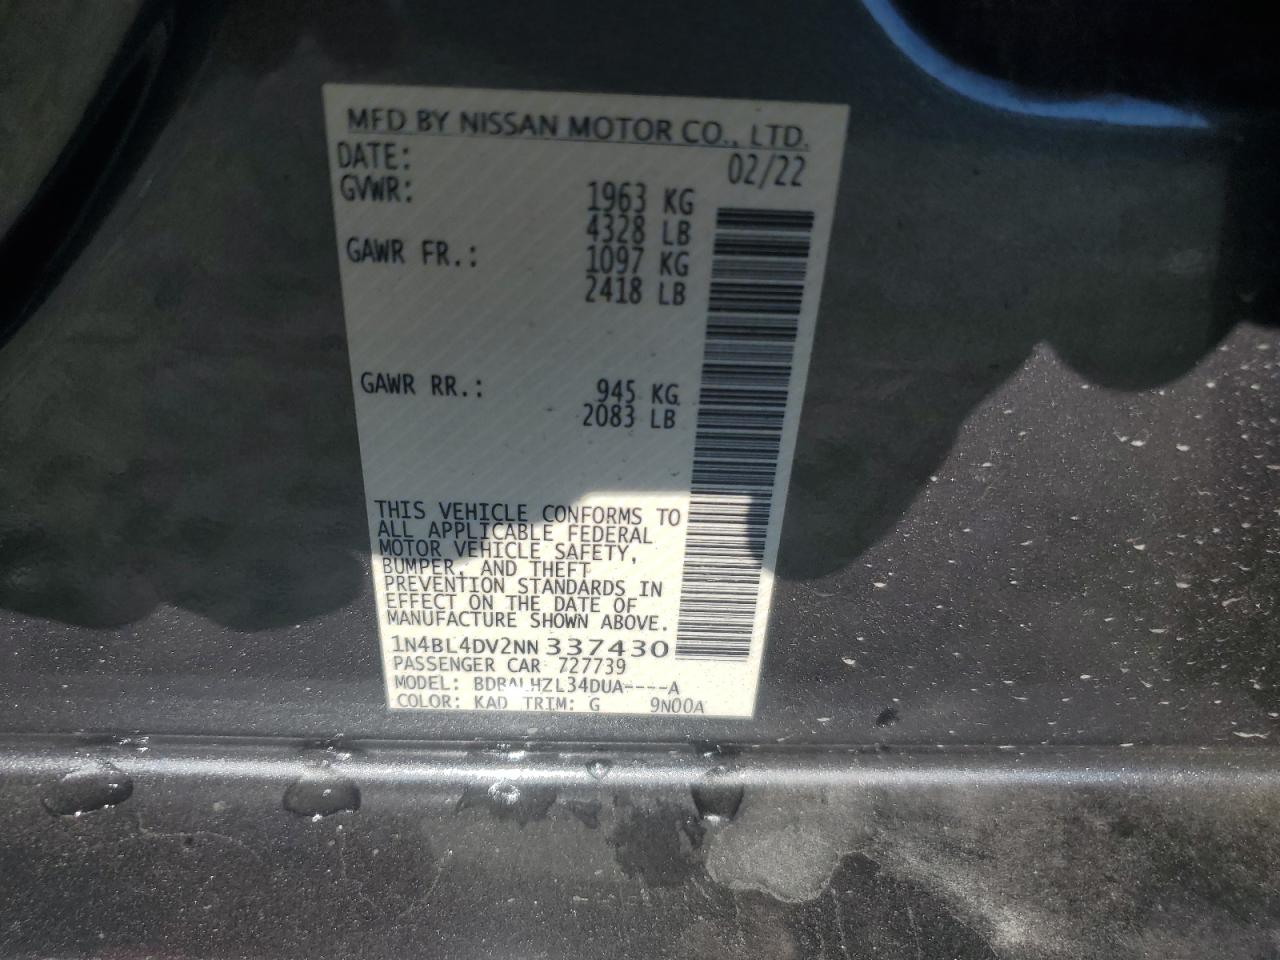 MFD BY NISSAN MOTOR CO., LTD.
DATE: 02/22
GVWR: 1963 KG
4328 LB
GAWR FR.: 1097 KG
2418 LB
GAWR RR.: 945 KG
2083 LB
THIS VEHICLE CONFORMS TO
ALL APPLICABLE FEDERAL
MOTOR VEHICLE SAFETY,
BUMPER, AND THEFT
PREVENTION STANDARDS IN
EFFECT ON THE DATE OF
MANUFACTURE SHOWN ABOVE.
1N4BL4DV2NN 337430
PASSENGER CAR 727739
MODEL: BDBALHZL34DUA----A
COLOR: KAD TRIM: G 9N00A